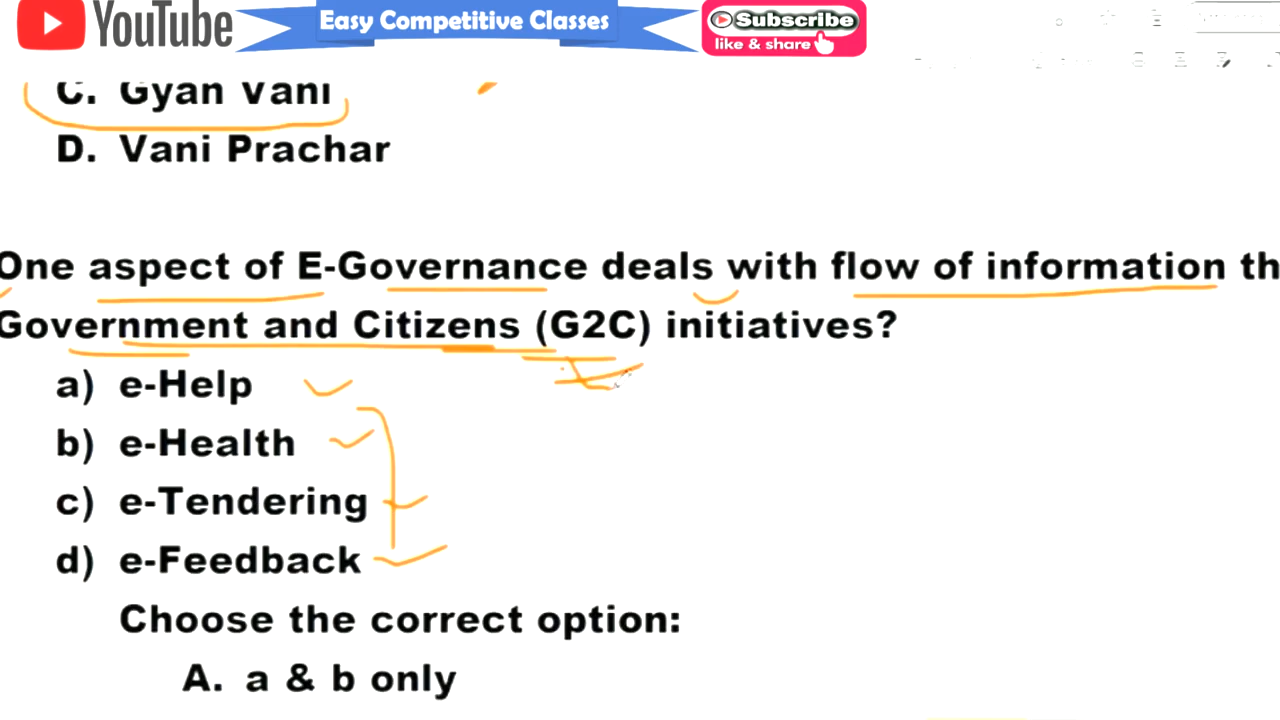 YouTube
Easy Competitive Classes
Subscribe
like & share
C. Gyan Vani
D. Vani Prachar
One aspect of E-Governance deals with flow of information th
Government and Citizens (G2C) initiatives?
a) e-Help
b) e-Health
c) e-Tendering
d) e-Feedback
Choose the correct option:
A. a & b only